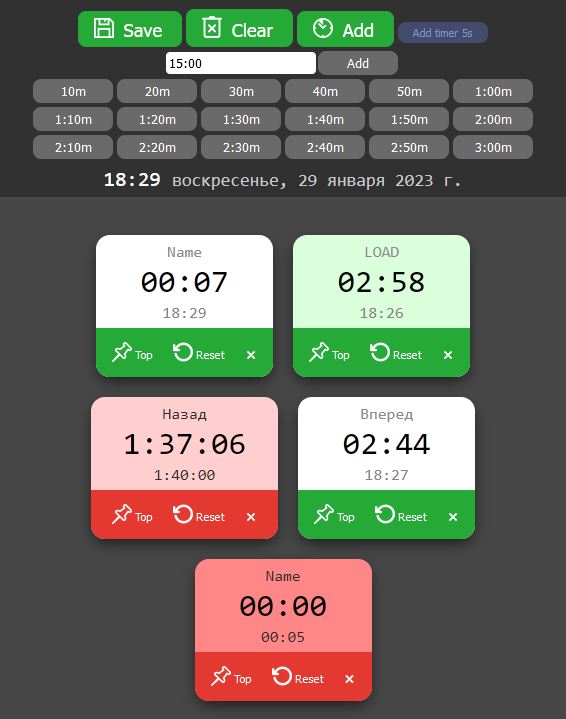 Save Clear Add Add timer 5s
15:00 Add
10m 20m 30m 40m 50m 1:00m
1:10m 1:20m 1:30m 1:40m 1:50m 2:00m
2:10m 2:20m 2:30m 2:40m 2:50m 3:00m
18:29 воскресенье, 29 января 2023 г.
Name
00:07
18:29
Top Reset ×
LOAD
02:58
18:26
Top Reset ×
Назад
1:37:06
1:40:00
Top Reset ×
Вперед
02:44
18:27
Top Reset ×
Name
00:00
00:05
Top Reset ×